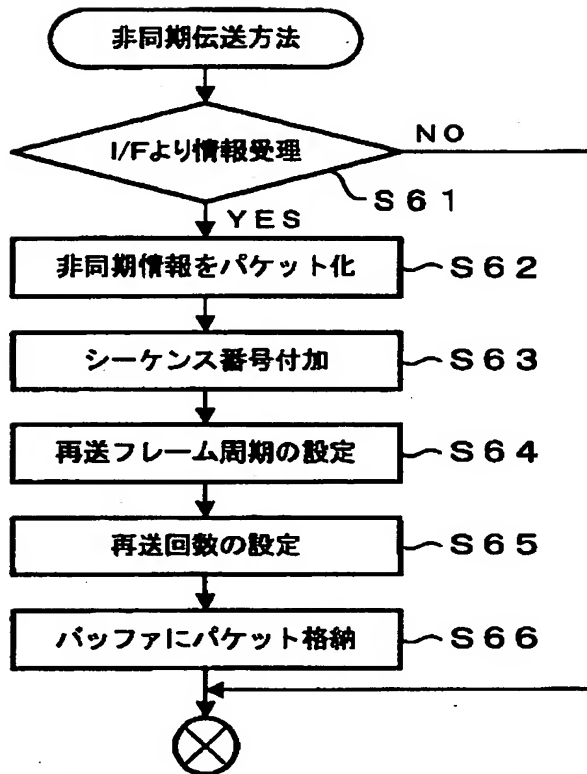 非同期伝送方法
I/Fより情報受理
NO
S61
YES
非同期情報をパケット化
S62
シーケンス番号付加
S63
再送フレーム周期の設定
S64
再送回数の設定
S65
バッファにパケット格納
S66